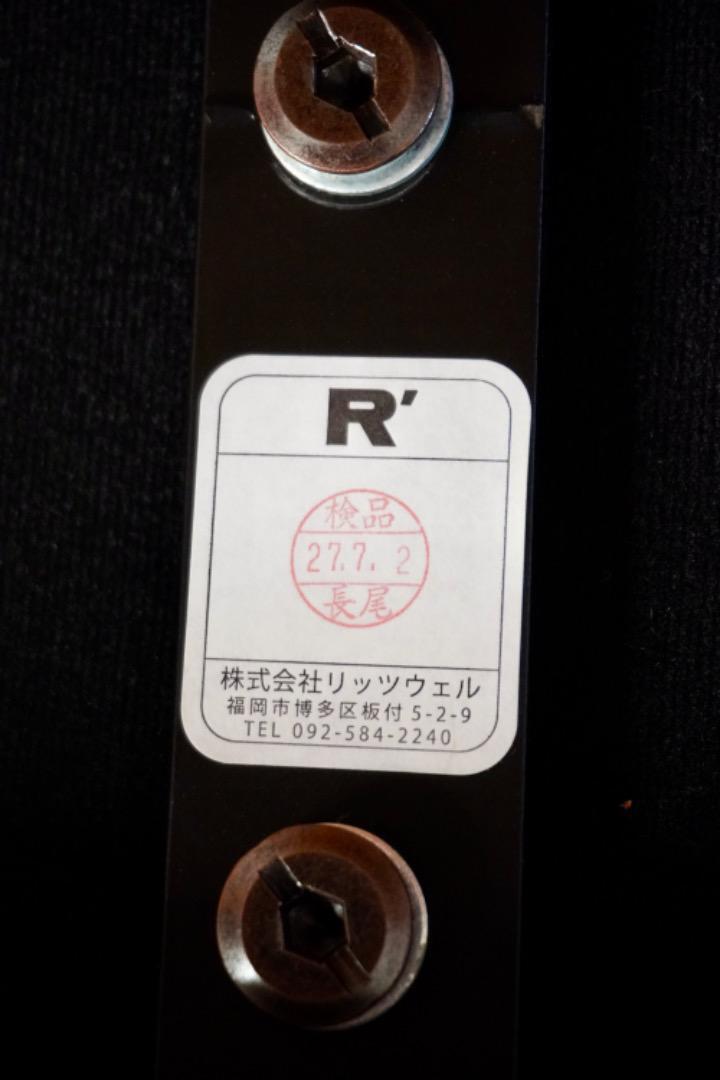 R'
検品
27.7.2
長尾
株式会社リッツウェル
福岡市博多区板付 5-2-9
TEL 092-584-2240